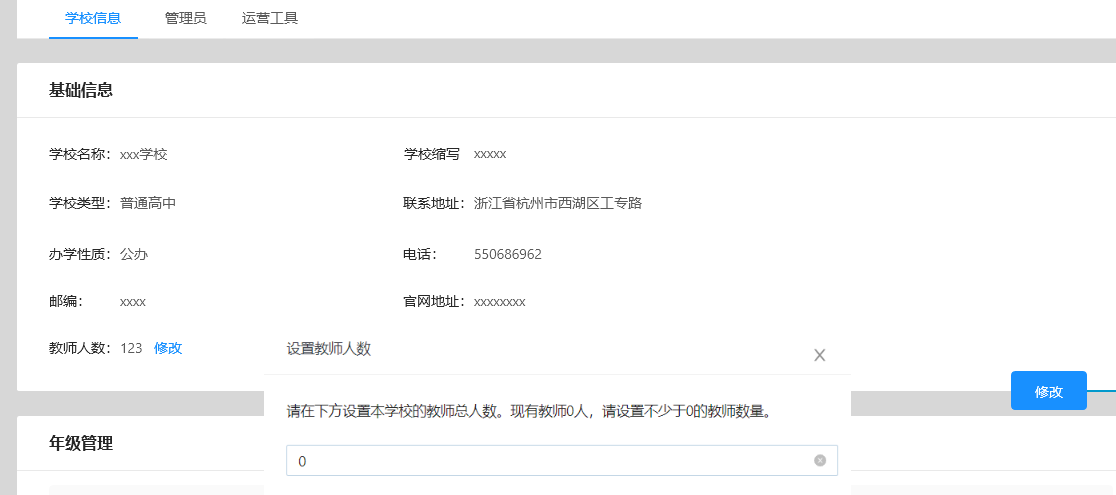 学校信息 管理员 运营工具
基础信息
学校名称： xxx学校 学校缩写 xxxxx
学校类型： 普通高中 联系地址： 浙江省杭州市西湖区工专路
办学性质： 公办 电话： 550686962
邮编： xxxx 官网地址： xxxxxxxx
教师人数： 123 修改
设置教师人数
修改
请在下方设置本学校的教师总人数。现有教师0人，请设置不少于0的教师数量。
年级管理
0